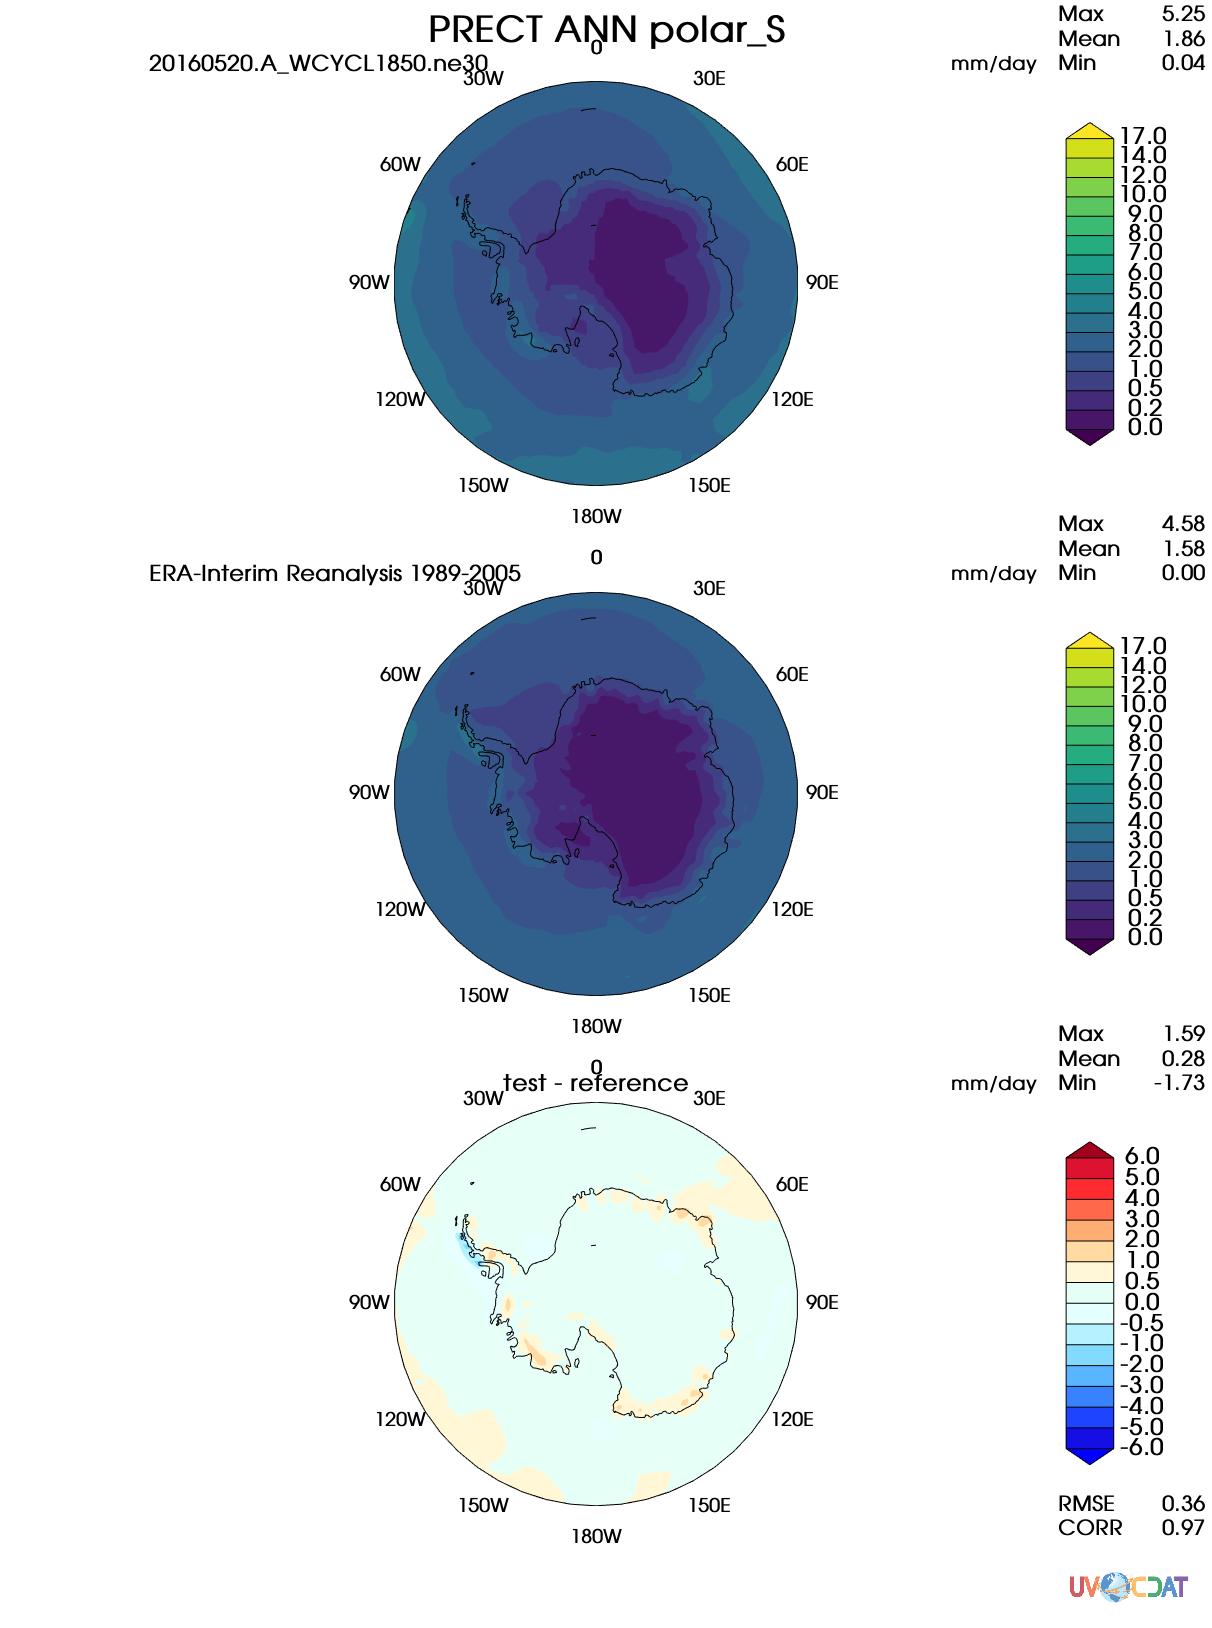 PRECT ANN polar_S
20160520.A_WCYCL1850.ne30
mm/day
Max 5.25
Mean 1.86
Min 0.04
0
30W 30E
60W 60E
90W 90E
120W 120E
150W 150E
180W
17.0
14.0
12.0
10.0
9.0
8.0
7.0
6.0
5.0
4.0
3.0
2.0
1.0
0.5
0.2
0.0
ERA-Interim Reanalysis 1989-2005
mm/day
Max 4.58
Mean 1.58
Min 0.00
0
30W 30E
60W 60E
90W 90E
120W 120E
150W 150E
180W
17.0
14.0
12.0
10.0
9.0
8.0
7.0
6.0
5.0
4.0
3.0
2.0
1.0
0.5
0.2
0.0
test - reference
mm/day
Max 1.59
Mean 0.28
Min -1.73
0
30W 30E
60W 60E
90W 90E
120W 120E
150W 150E
180W
6.0
5.0
4.0
3.0
2.0
1.0
0.5
0.0
-0.5
-1.0
-2.0
-3.0
-4.0
-5.0
-6.0
RMSE 0.36
CORR 0.97
UV CDAT